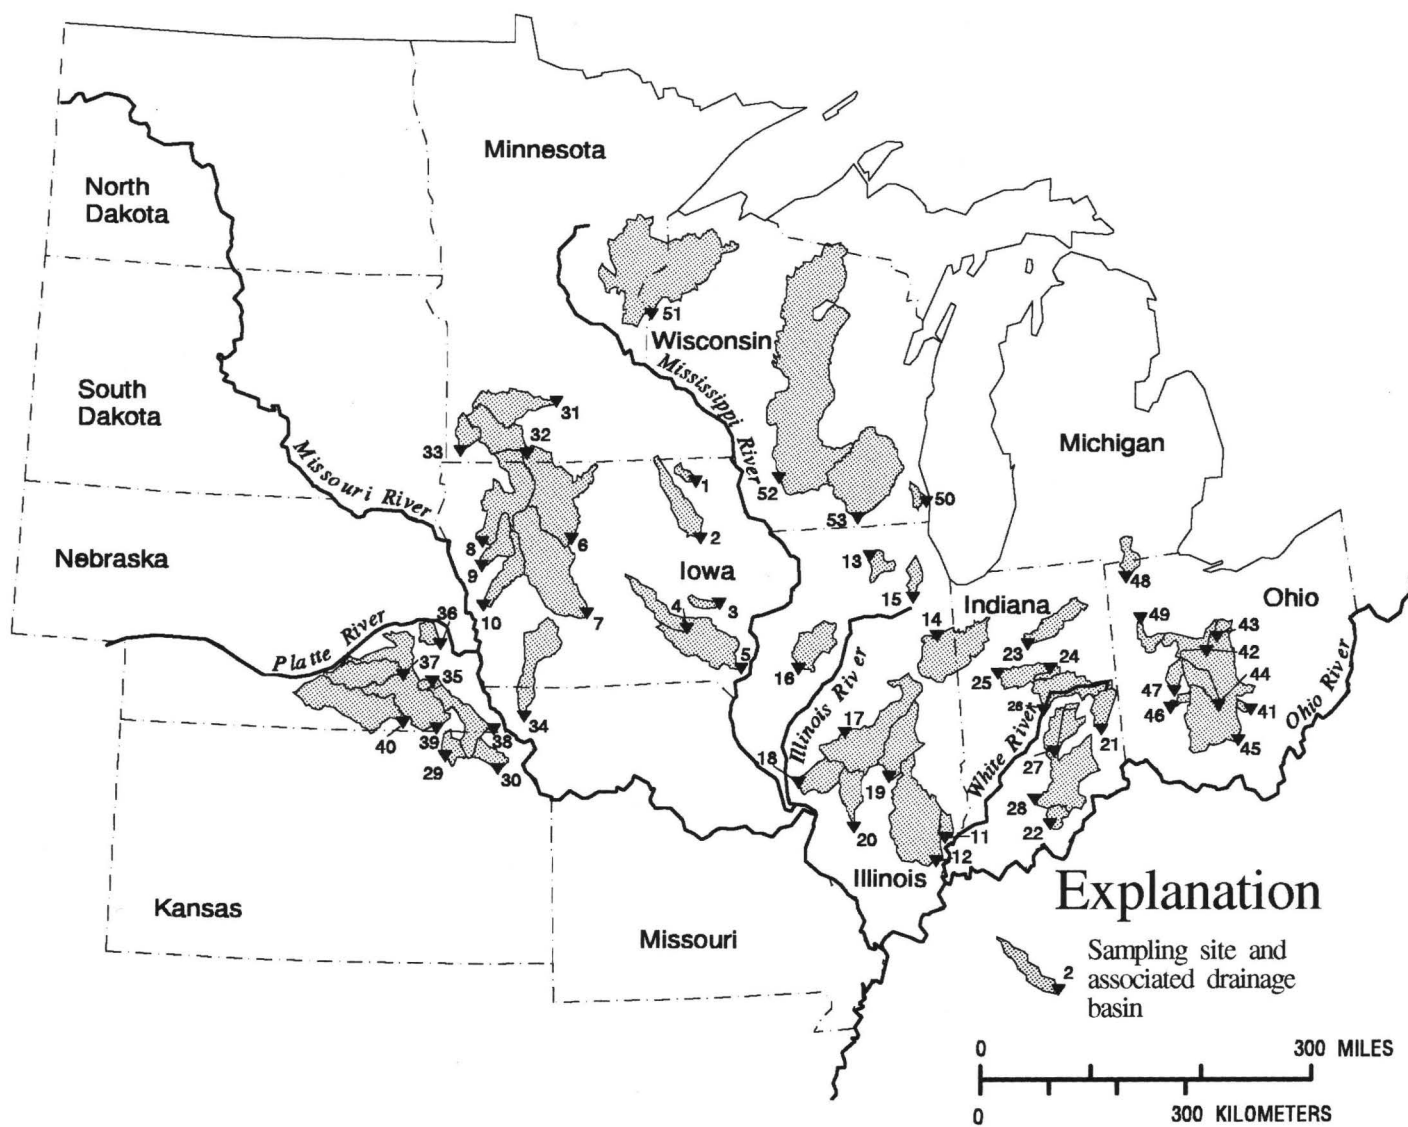 Minnesota
North
Dakota
51
Wisconsin
Mississippi River
South
Dakota
31
32
33
Michigan
Missouri River
1
52
50
53
2
8
6
13
Nebraska
9
Iowa
48
15
Indiana
Ohio
10
4
3
49
7
36
14
43
Platte River
23
42
37
5
24
44
35
16
25
47
Illinois River
26
46
41
Ohio River
34
17
21
40
39
38
White River
45
29
18
27
30
19
28
20
22
11
12
Illinois
Kansas
Missouri
Explanation
2
Sampling site and
associated drainage
basin
0 300 MILES
0 300 KILOMETERS